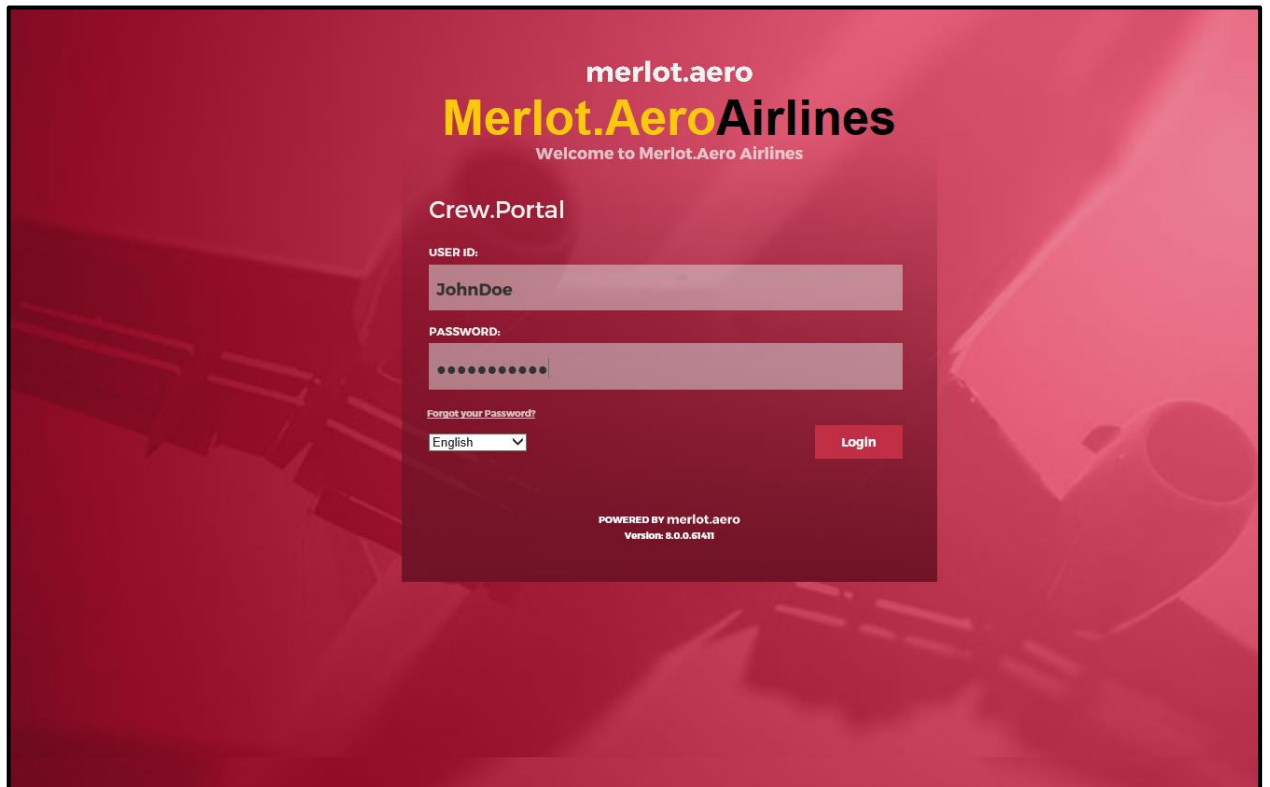 merlot.aero
Merlot.AeroAirlines
Welcome to Merlot.Aero Airlines
Crew.Portal
USER ID:
JohnDoe
PASSWORD:
●●●●●●●●●●●
Forgot your Password?
English
Login
POWERED BY merlot.aero
Version: 8.0.0.61411